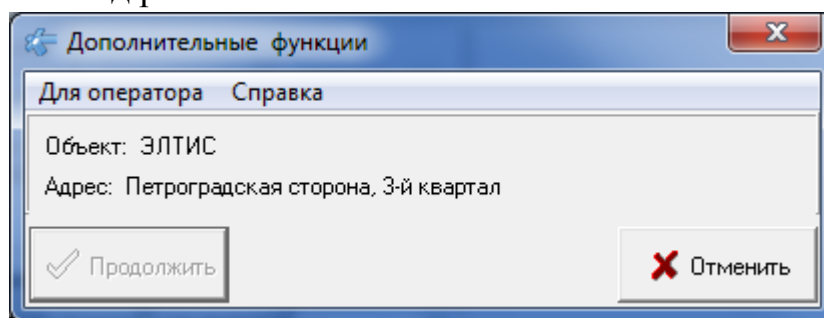 Дополнительные функции
Для оператора Справка
Объект: ЭЛТИС
Адрес: Петроградская сторона, 3-й квартал
Продолжить Отменить